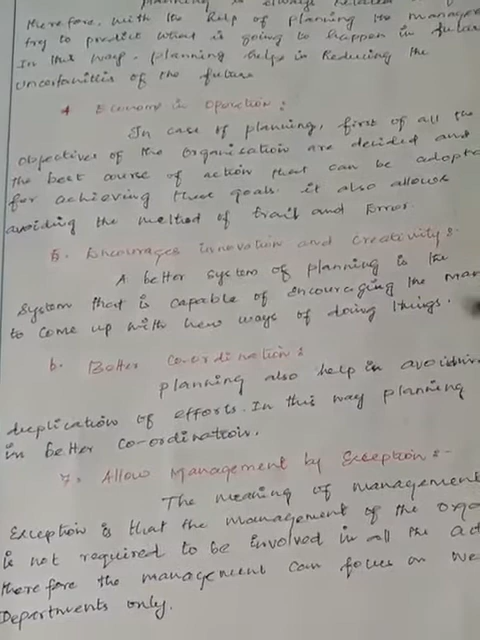 planning is always related
therefore, with the help of planning the manager
try to predict what is going to happen in future
In this way, planning helps in Reducing the
Uncertainities of the future
4 Economy in Operation :
In case of planning, first of all the
objectives of the organisation are decided and
the best course of action that can be adopte
for achieving these goals. it also allows
avoiding the method of trail and Error.
5. Encourages innovation and creativity :
A better system of planning is the
system that is capable of encouraging the man
to come up with new ways of doing things.
6. Better Co-ordination :
planning also help in avoidin
duplication of efforts. In this way planning
in better co-ordination.
7. Allow Management by Exception :-
The meaning of management
Exception is that the management of the orga
is not required to be involved in all the act
therefore the management can focus on
Departments only.